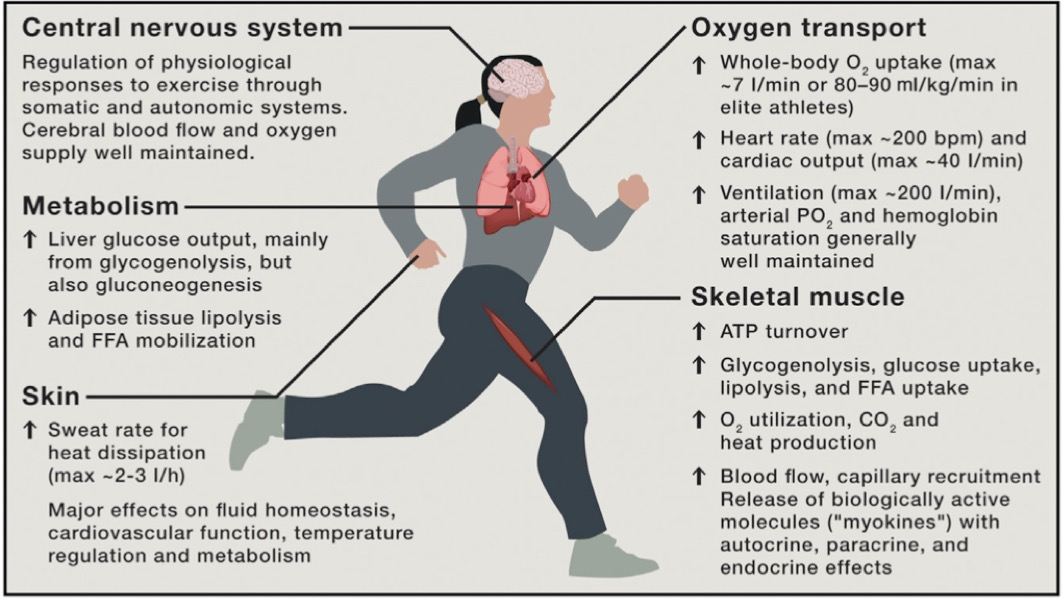 Central nervous system
Regulation of physiological
responses to exercise through
somatic and autonomic systems.
Cerebral blood flow and oxygen
supply well maintained.
Metabolism
↑ Liver glucose output, mainly
from glycogenolysis, but
also gluconeogenesis
↑ Adipose tissue lipolysis
and FFA mobilization
Skin
↑ Sweat rate for
heat dissipation
(max ~2-3 l/h)
Major effects on fluid homeostasis,
cardiovascular function, temperature
regulation and metabolism
Oxygen transport
↑ Whole-body O₂ uptake (max
~7 l/min or 80–90 ml/kg/min in
elite athletes)
↑ Heart rate (max ~200 bpm) and
cardiac output (max ~40 l/min)
↑ Ventilation (max ~200 l/min),
arterial PO₂ and hemoglobin
saturation generally
well maintained
Skeletal muscle
↑ ATP turnover
↑ Glycogenolysis, glucose uptake,
lipolysis, and FFA uptake
↑ O₂ utilization, CO₂ and
heat production
↑ Blood flow, capillary recruitment
Release of biologically active
molecules ("myokines") with
autocrine, paracrine, and
endocrine effects